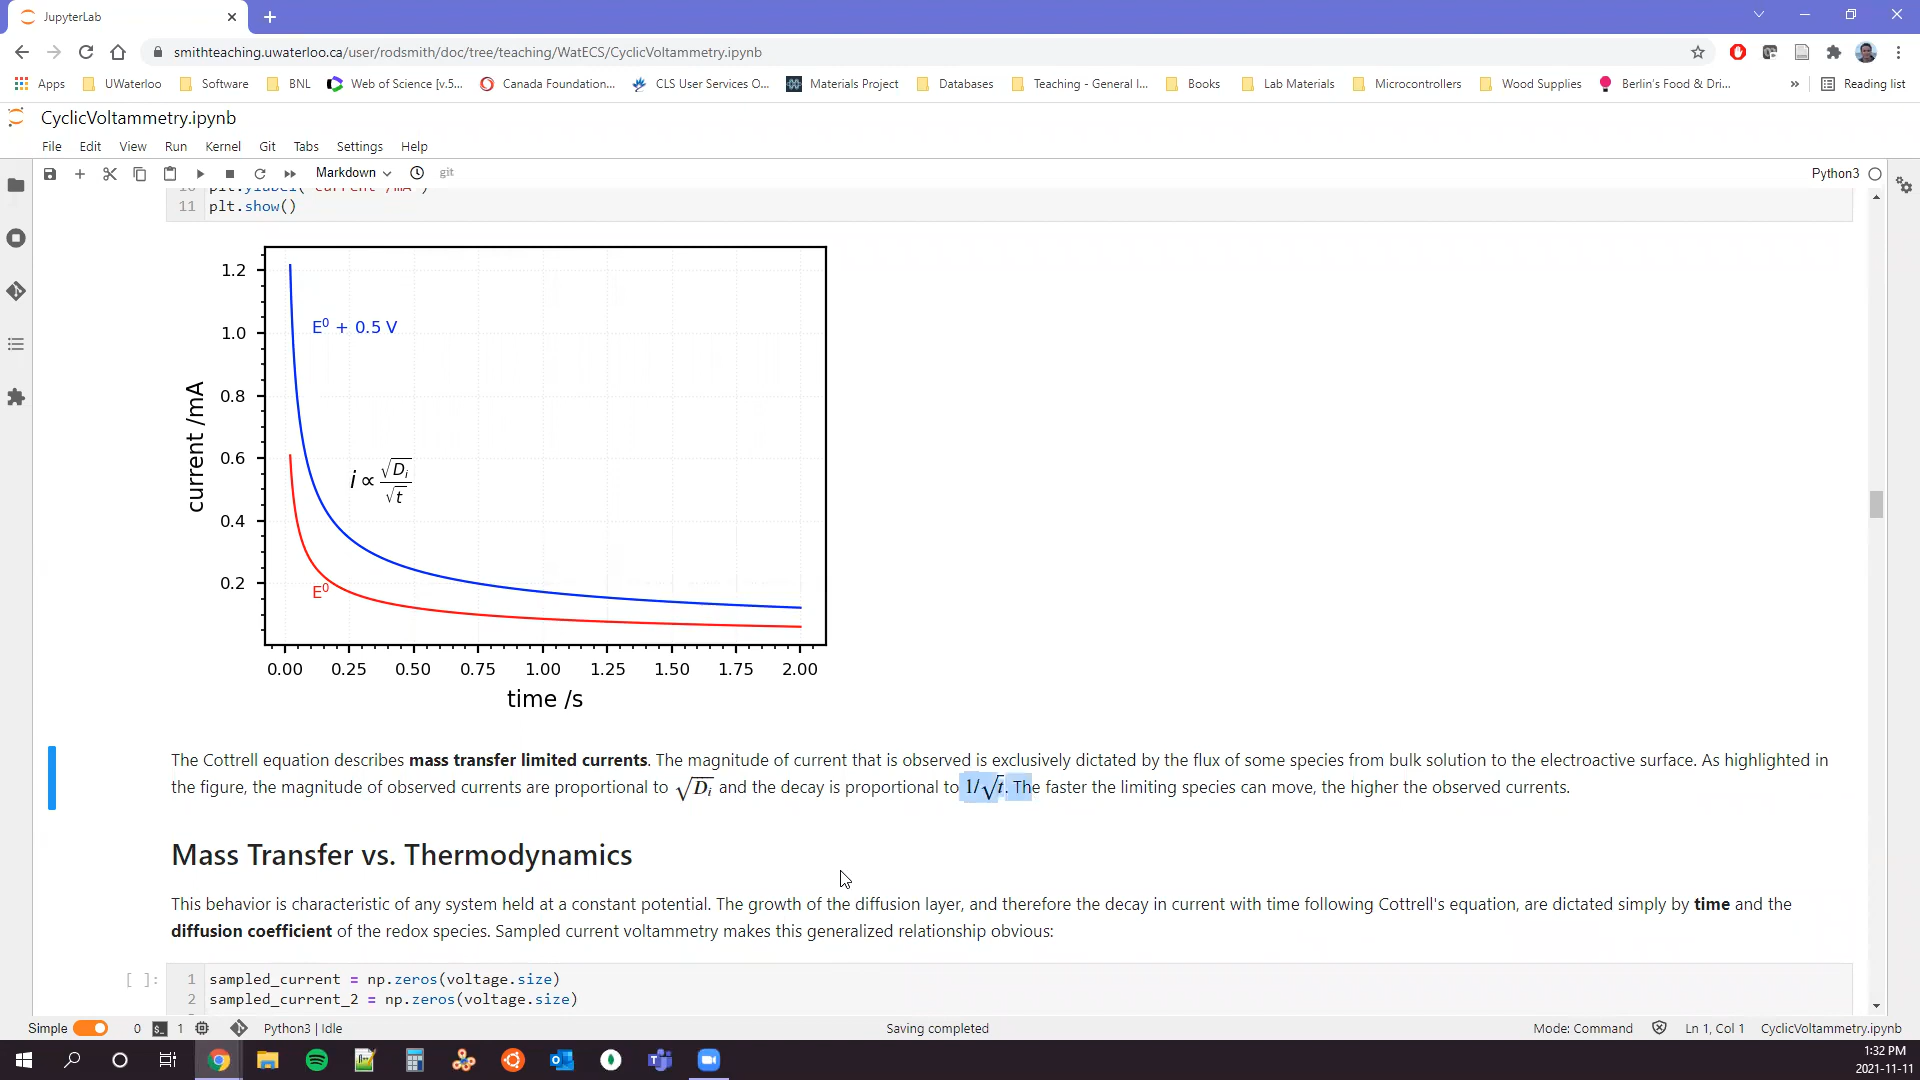 JupyterLab
smithteaching.uwaterloo.ca/user/rodsmith/doc/tree/teaching/WatECS/CyclicVoltammetry.ipynb
Apps UWaterloo Software BNL Web of Science [v.5... Canada Foundation... CLS User Services O... Materials Project Databases Teaching - General I... Books Lab Materials Microcontrollers Wood Supplies Berlin's Food & Dri... » Reading list
CyclicVoltammetry.ipynb
File Edit View Run Kernel Git Tabs Settings Help
Markdown git Python3
10 plt.ylabel('current /mA')
11 plt.show()
1.2
1.0
0.8
0.6
0.4
0.2
current /mA
E⁰ + 0.5 V
i ∝ √Dᵢ / √t
E⁰
0.00 0.25 0.50 0.75 1.00 1.25 1.50 1.75 2.00
time /s
The Cottrell equation describes mass transfer limited currents. The magnitude of current that is observed is exclusively dictated by the flux of some species from bulk solution to the electroactive surface. As highlighted in
the figure, the magnitude of observed currents are proportional to √Dᵢ and the decay is proportional to 1/√t. The faster the limiting species can move, the higher the observed currents.
Mass Transfer vs. Thermodynamics
This behavior is characteristic of any system held at a constant potential. The growth of the diffusion layer, and therefore the decay in current with time following Cottrell's equation, are dictated simply by time and the
diffusion coefficient of the redox species. Sampled current voltammetry makes this generalized relationship obvious:
[ ]: 1 sampled_current = np.zeros(voltage.size)
2 sampled_current_2 = np.zeros(voltage.size)
Simple 0 1 Python3 | Idle Saving completed Mode: Command Ln 1, Col 1 CyclicVoltammetry.ipynb
1:32 PM
2021-11-11